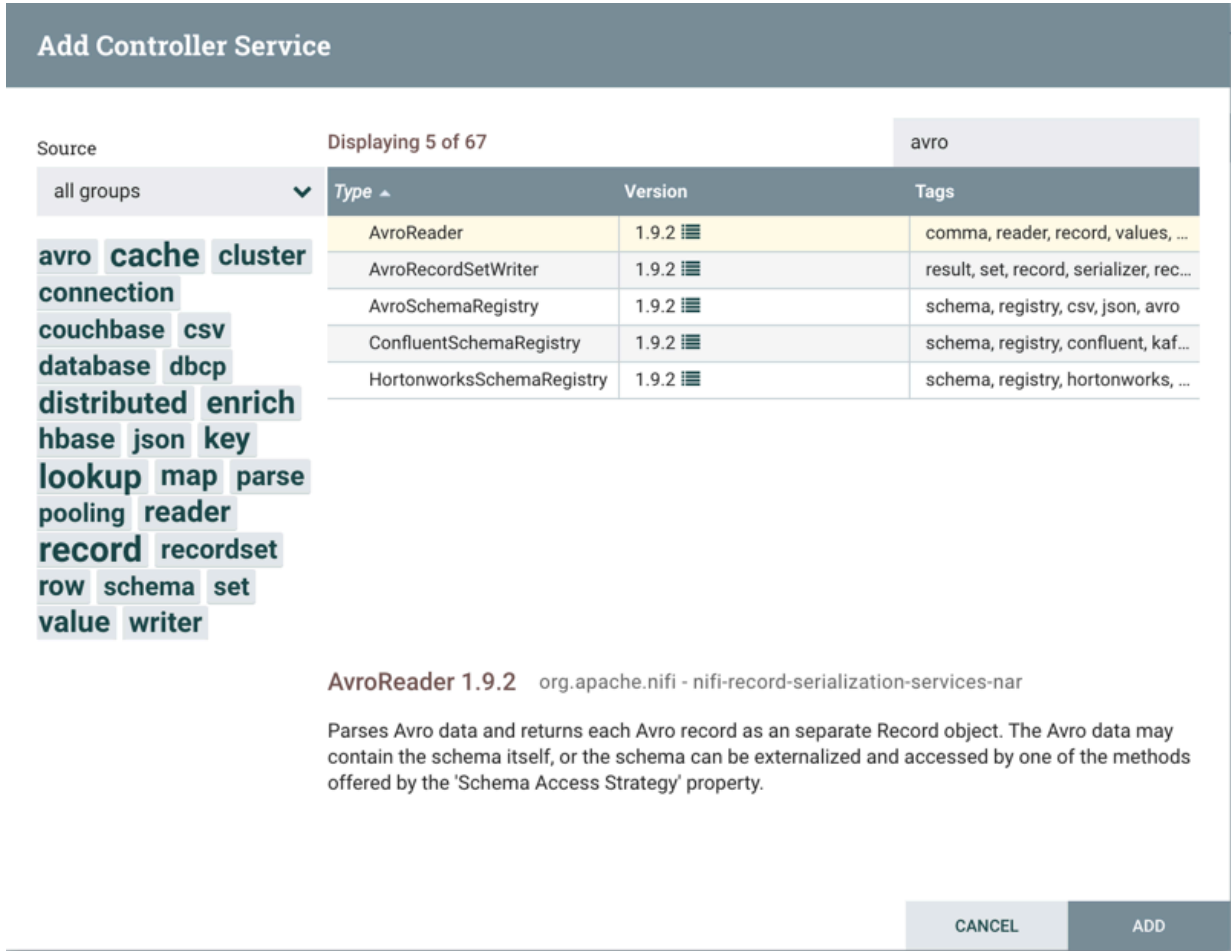 Add Controller Service
Source
all groups
avro cache cluster
connection
couchbase csv
database dbcp
distributed enrich
hbase json key
lookup map parse
pooling reader
record recordset
row schema set
value writer
Displaying 5 of 67
avro
Type Version Tags
AvroReader 1.9.2 comma, reader, record, values, ...
AvroRecordSetWriter 1.9.2 result, set, record, serializer, rec...
AvroSchemaRegistry 1.9.2 schema, registry, csv, json, avro
ConfluentSchemaRegistry 1.9.2 schema, registry, confluent, kaf...
HortonworksSchemaRegistry 1.9.2 schema, registry, hortonworks, ...
AvroReader 1.9.2 org.apache.nifi - nifi-record-serialization-services-nar
Parses Avro data and returns each Avro record as an separate Record object. The Avro data may
contain the schema itself, or the schema can be externalized and accessed by one of the methods
offered by the 'Schema Access Strategy' property.
CANCEL ADD